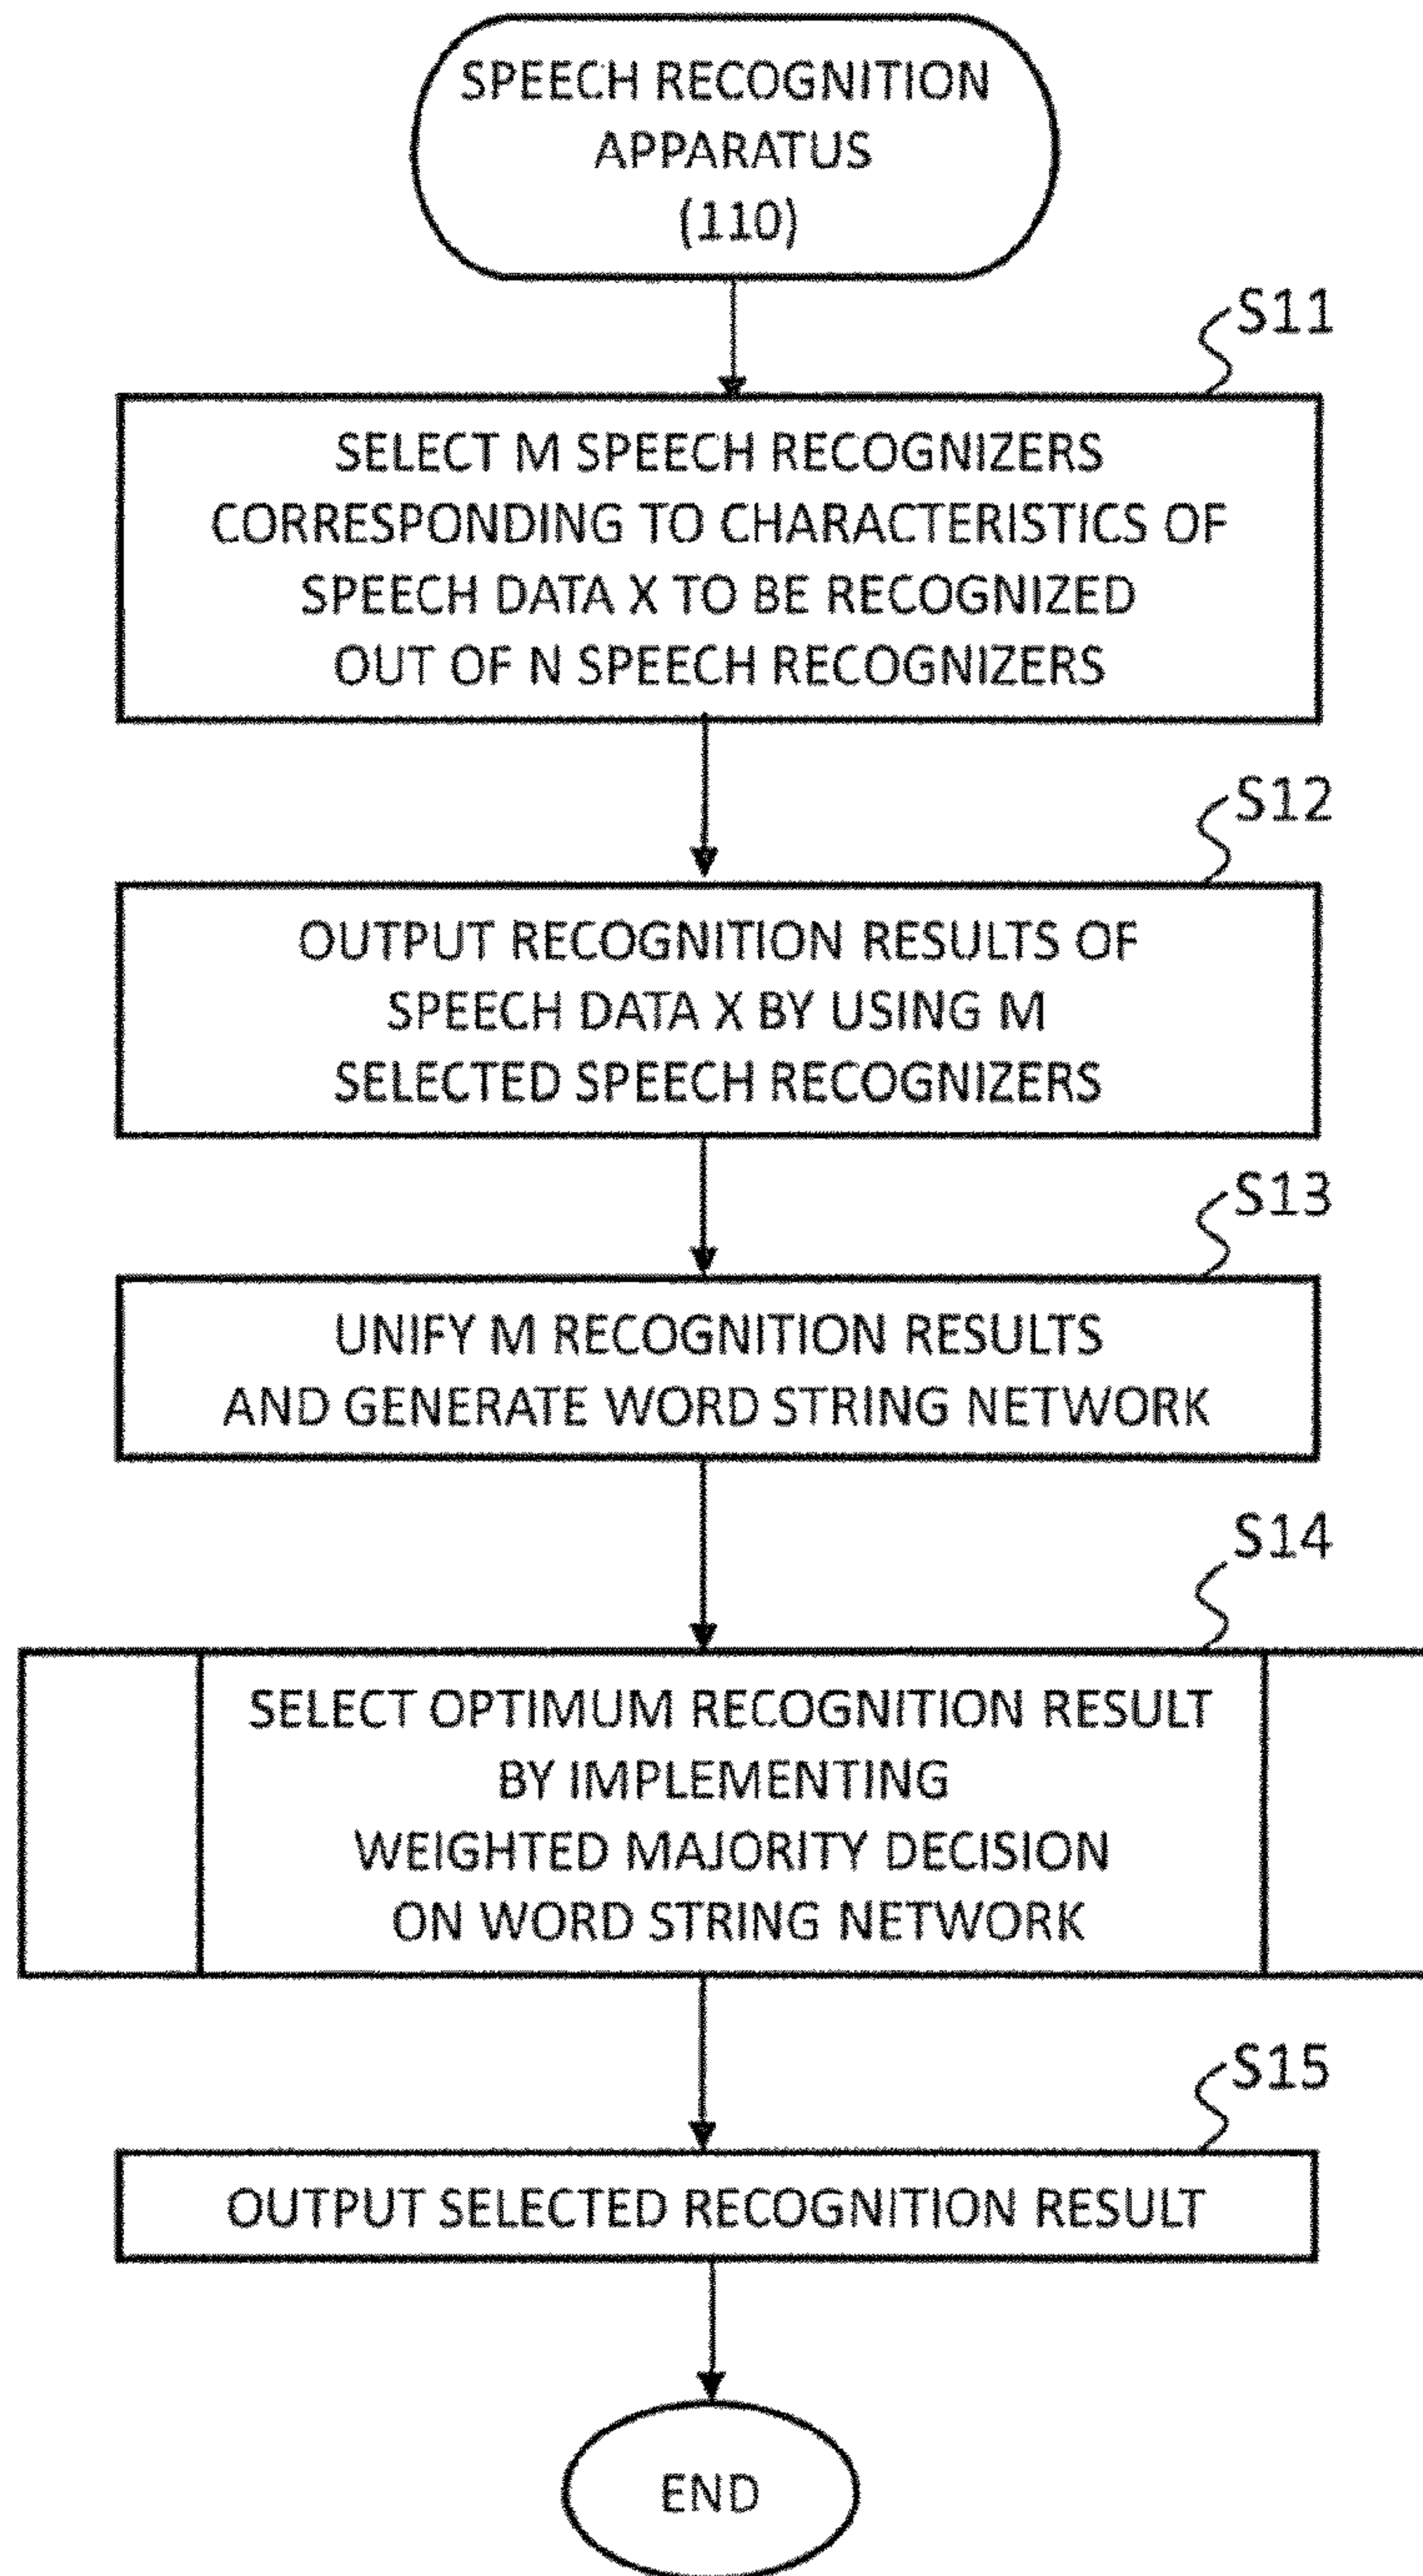 SPEECH RECOGNITION
APPARATUS
(110)
S11
SELECT M SPEECH RECOGNIZERS
CORRESPONDING TO CHARACTERISTICS OF
SPEECH DATA X TO BE RECOGNIZED
OUT OF N SPEECH RECOGNIZERS
S12
OUTPUT RECOGNITION RESULTS OF
SPEECH DATA X BY USING M
SELECTED SPEECH RECOGNIZERS
S13
UNIFY M RECOGNITION RESULTS
AND GENERATE WORD STRING NETWORK
S14
SELECT OPTIMUM RECOGNITION RESULT
BY IMPLEMENTING
WEIGHTED MAJORITY DECISION
ON WORD STRING NETWORK
S15
OUTPUT SELECTED RECOGNITION RESULT
END